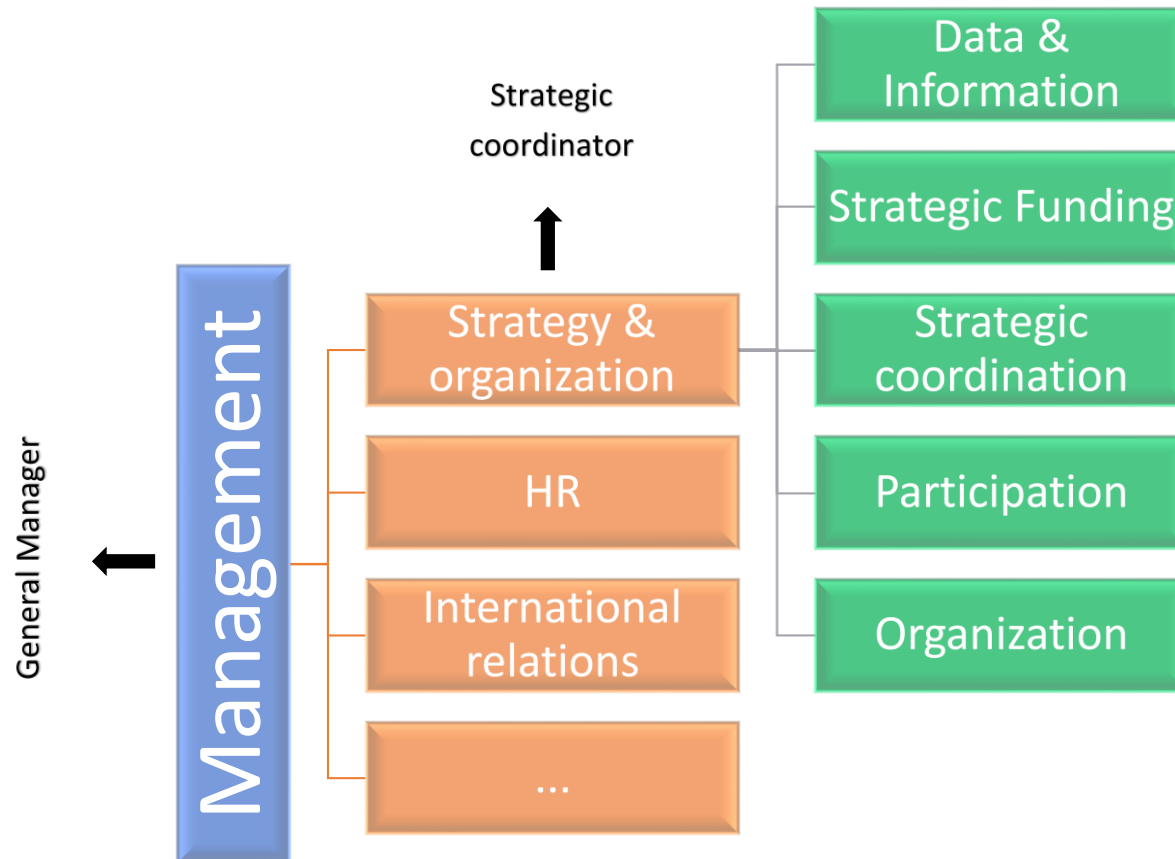 General Manager
Management
Strategic
coordinator
Strategy &
organization
HR
International
relations
...
Data &
Information
Strategic Funding
Strategic
coordination
Participation
Organization